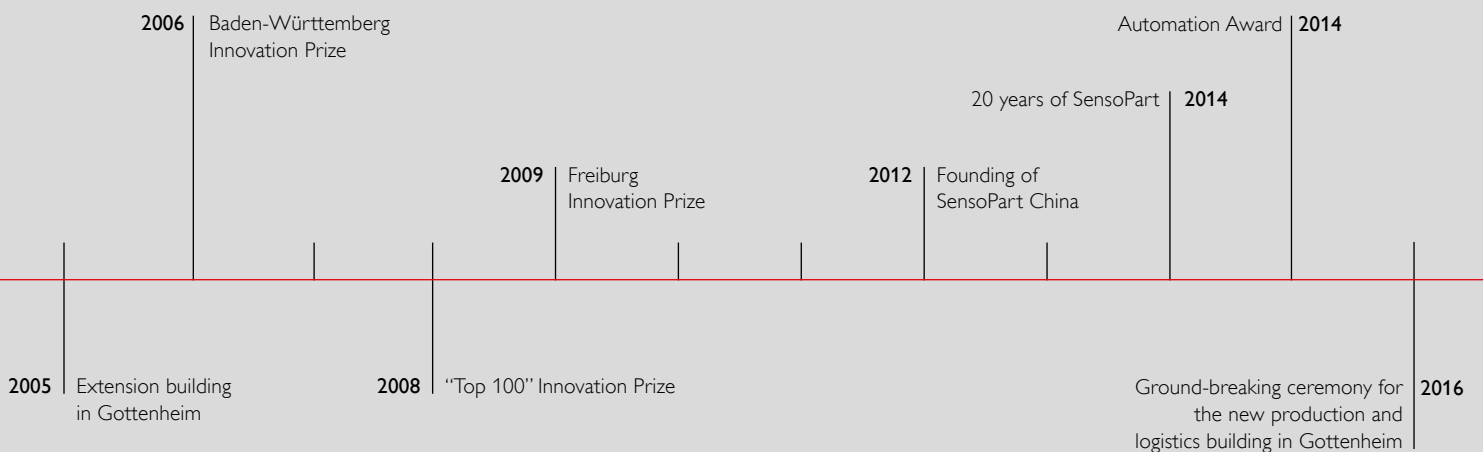 2006 Baden-Württemberg
Innovation Prize
Automation Award 2014
20 years of SensoPart 2014
2009 Freiburg
Innovation Prize
2012 Founding of
SensoPart China
2005 Extension building
in Gottenheim
2008 “Top 100” Innovation Prize
Ground-breaking ceremony for 2016
the new production and
logistics building in Gottenheim